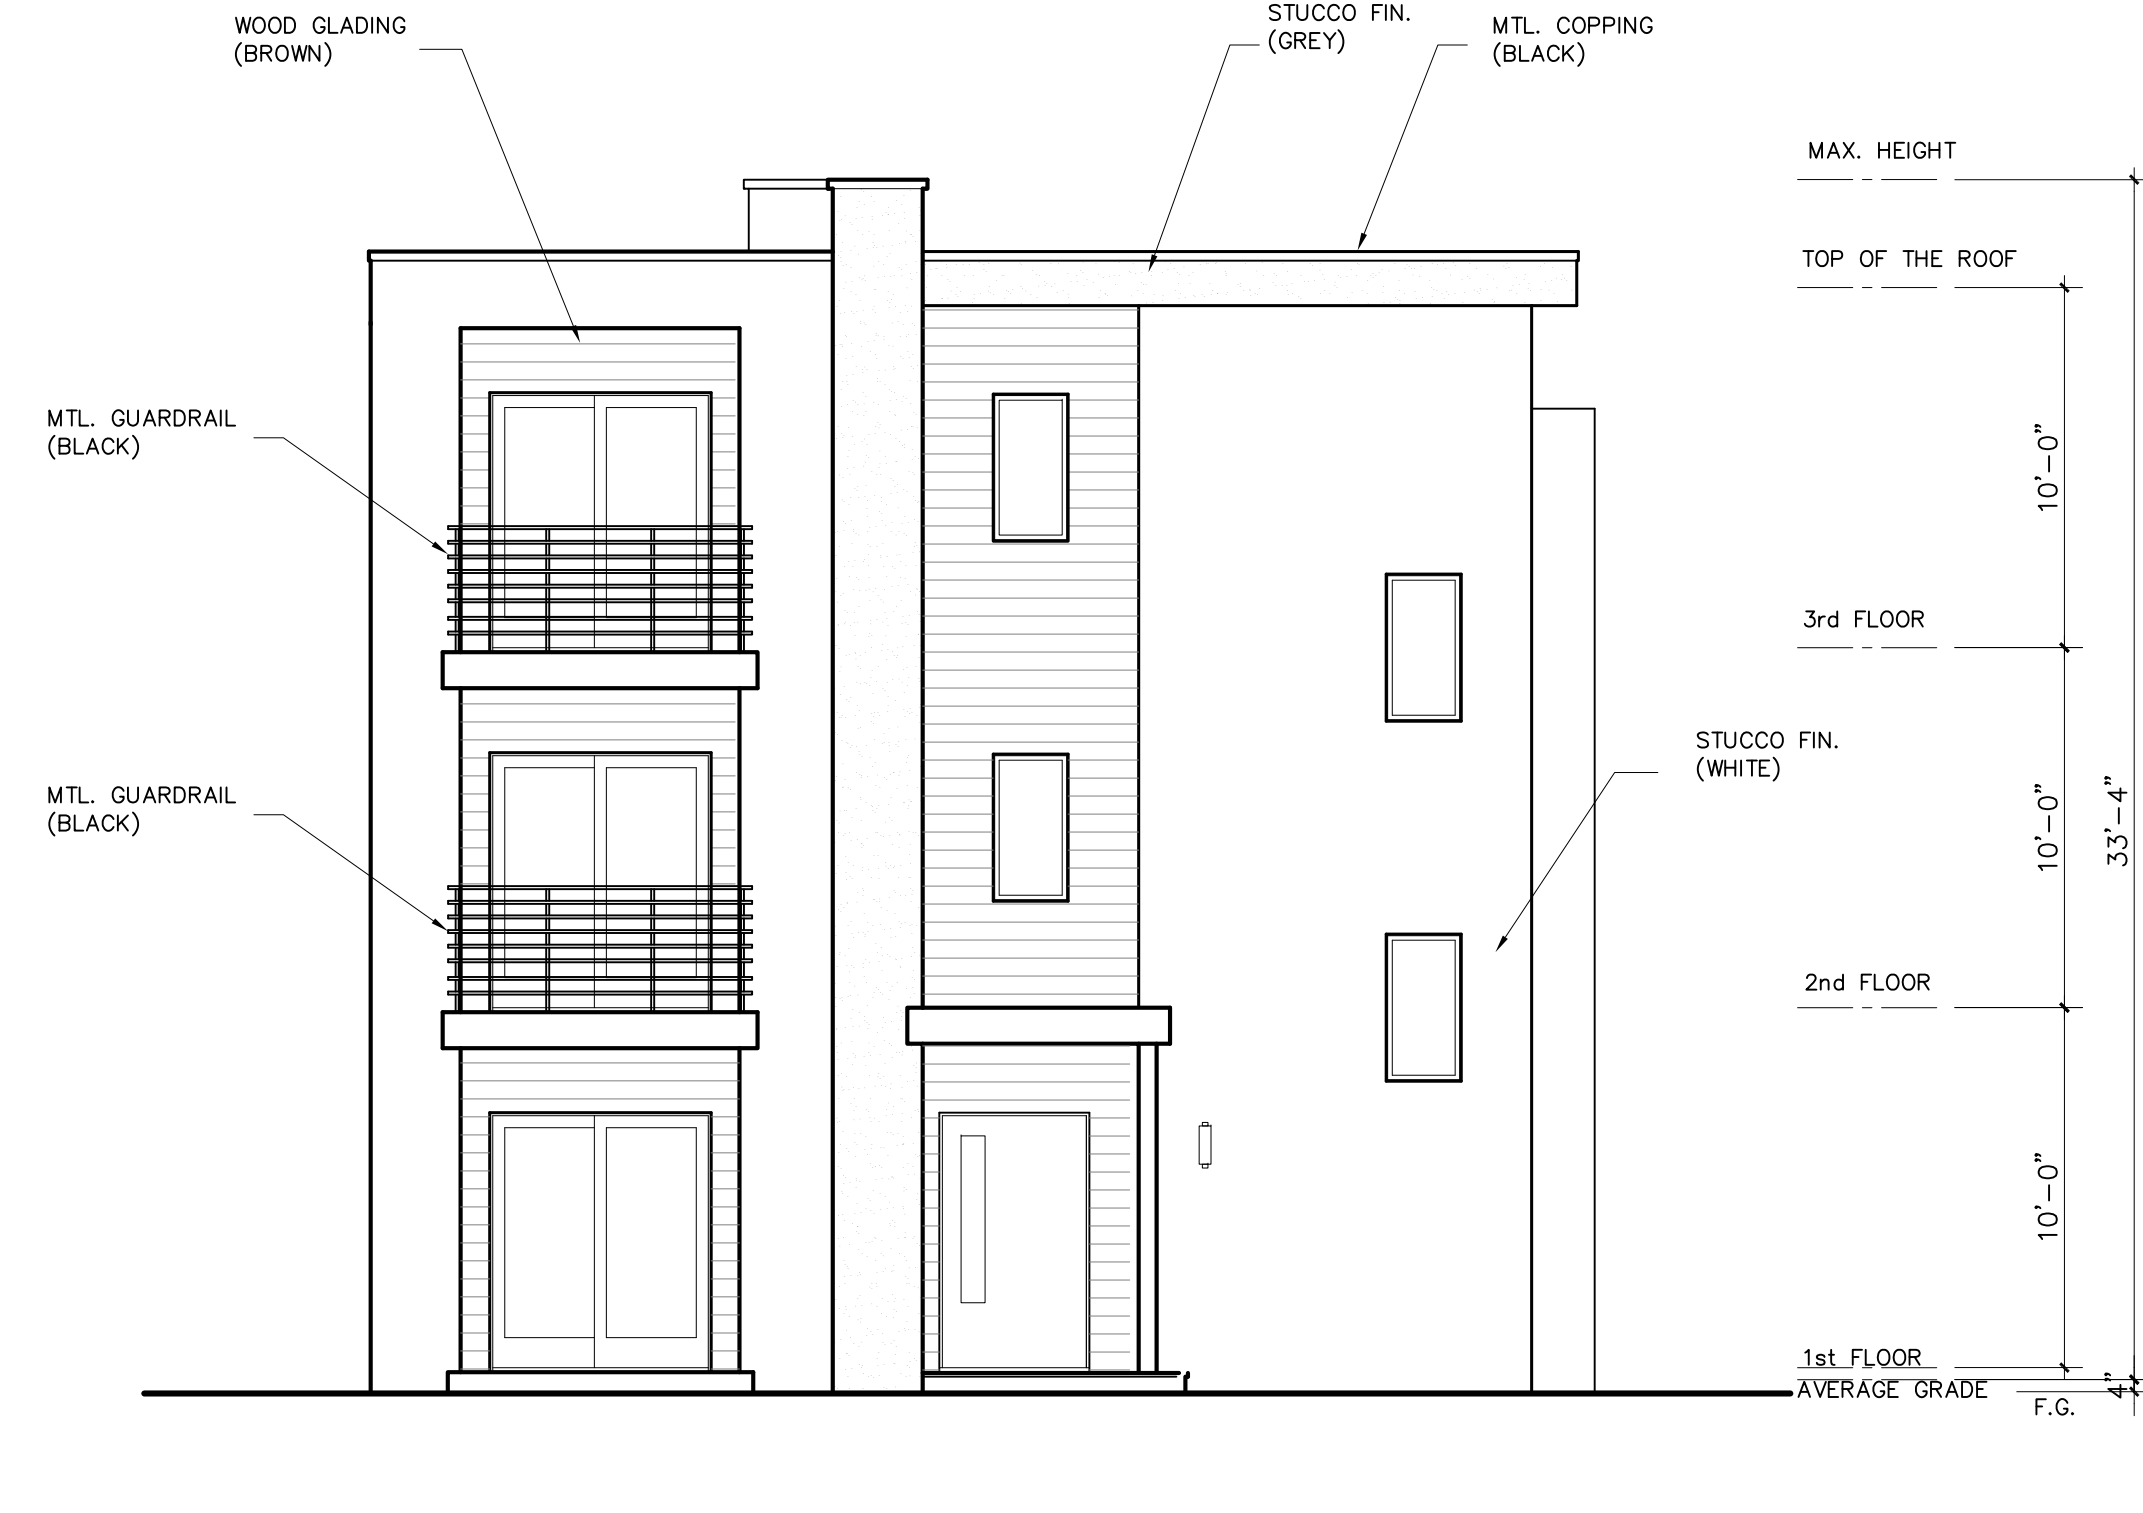 WOOD GLADING
(BROWN)
STUCCO FIN.
(GREY)
MTL. COPPING
(BLACK)
MAX. HEIGHT
TOP OF THE ROOF
MTL. GUARDRAIL
(BLACK)
10'-0"
3rd FLOOR
STUCCO FIN.
(WHITE)
MTL. GUARDRAIL
(BLACK)
10'-0"
33'-4"
2nd FLOOR
10'-0"
1st FLOOR
AVERAGE GRADE
4"
F.G.